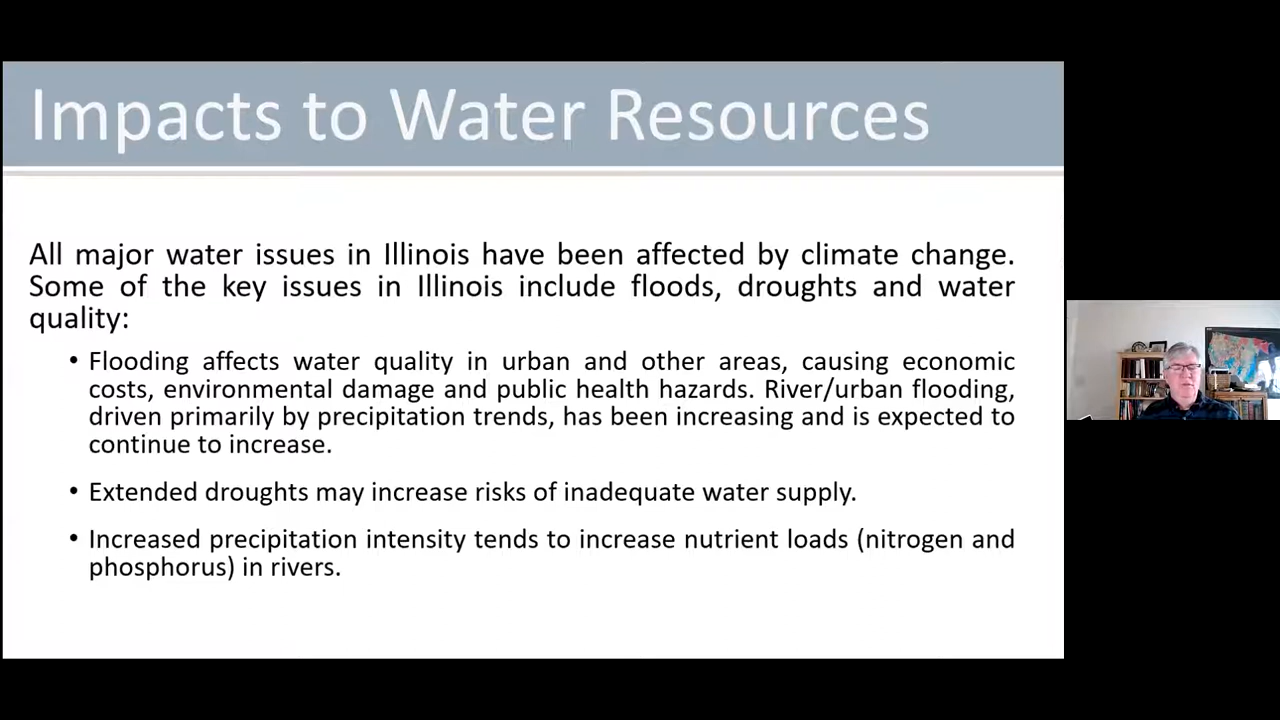 Impacts to Water Resources
All major water issues in Illinois have been affected by climate change.
Some of the key issues in Illinois include floods, droughts and water
quality:
• Flooding affects water quality in urban and other areas, causing economic
costs, environmental damage and public health hazards. River/urban flooding,
driven primarily by precipitation trends, has been increasing and is expected to
continue to increase.
• Extended droughts may increase risks of inadequate water supply.
• Increased precipitation intensity tends to increase nutrient loads (nitrogen and
phosphorus) in rivers.